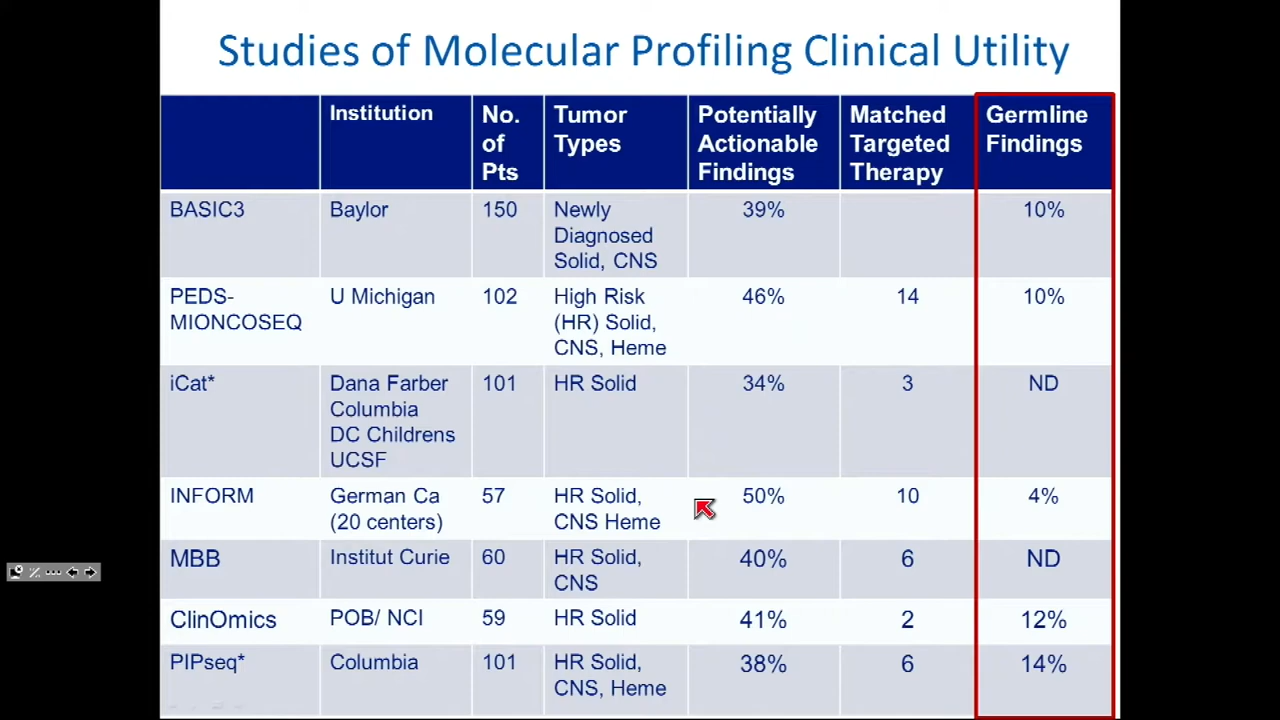 Studies of Molecular Profiling Clinical Utility
Institution
No. of Pts
Tumor Types
Potentially Actionable Findings
Matched Targeted Therapy
Germline Findings
BASIC3
Baylor
150
Newly Diagnosed Solid, CNS
39%
10%
PEDS-MIONCOSEQ
U Michigan
102
High Risk (HR) Solid, CNS, Heme
46%
14
10%
iCat*
Dana Farber Columbia DC Childrens UCSF
101
HR Solid
34%
3
ND
INFORM
German Ca (20 centers)
57
HR Solid, CNS Heme
50%
10
4%
MBB
Institut Curie
60
HR Solid, CNS
40%
6
ND
ClinOmics
POB/ NCI
59
HR Solid
41%
2
12%
PIPseq*
Columbia
101
HR Solid, CNS, Heme
38%
6
14%